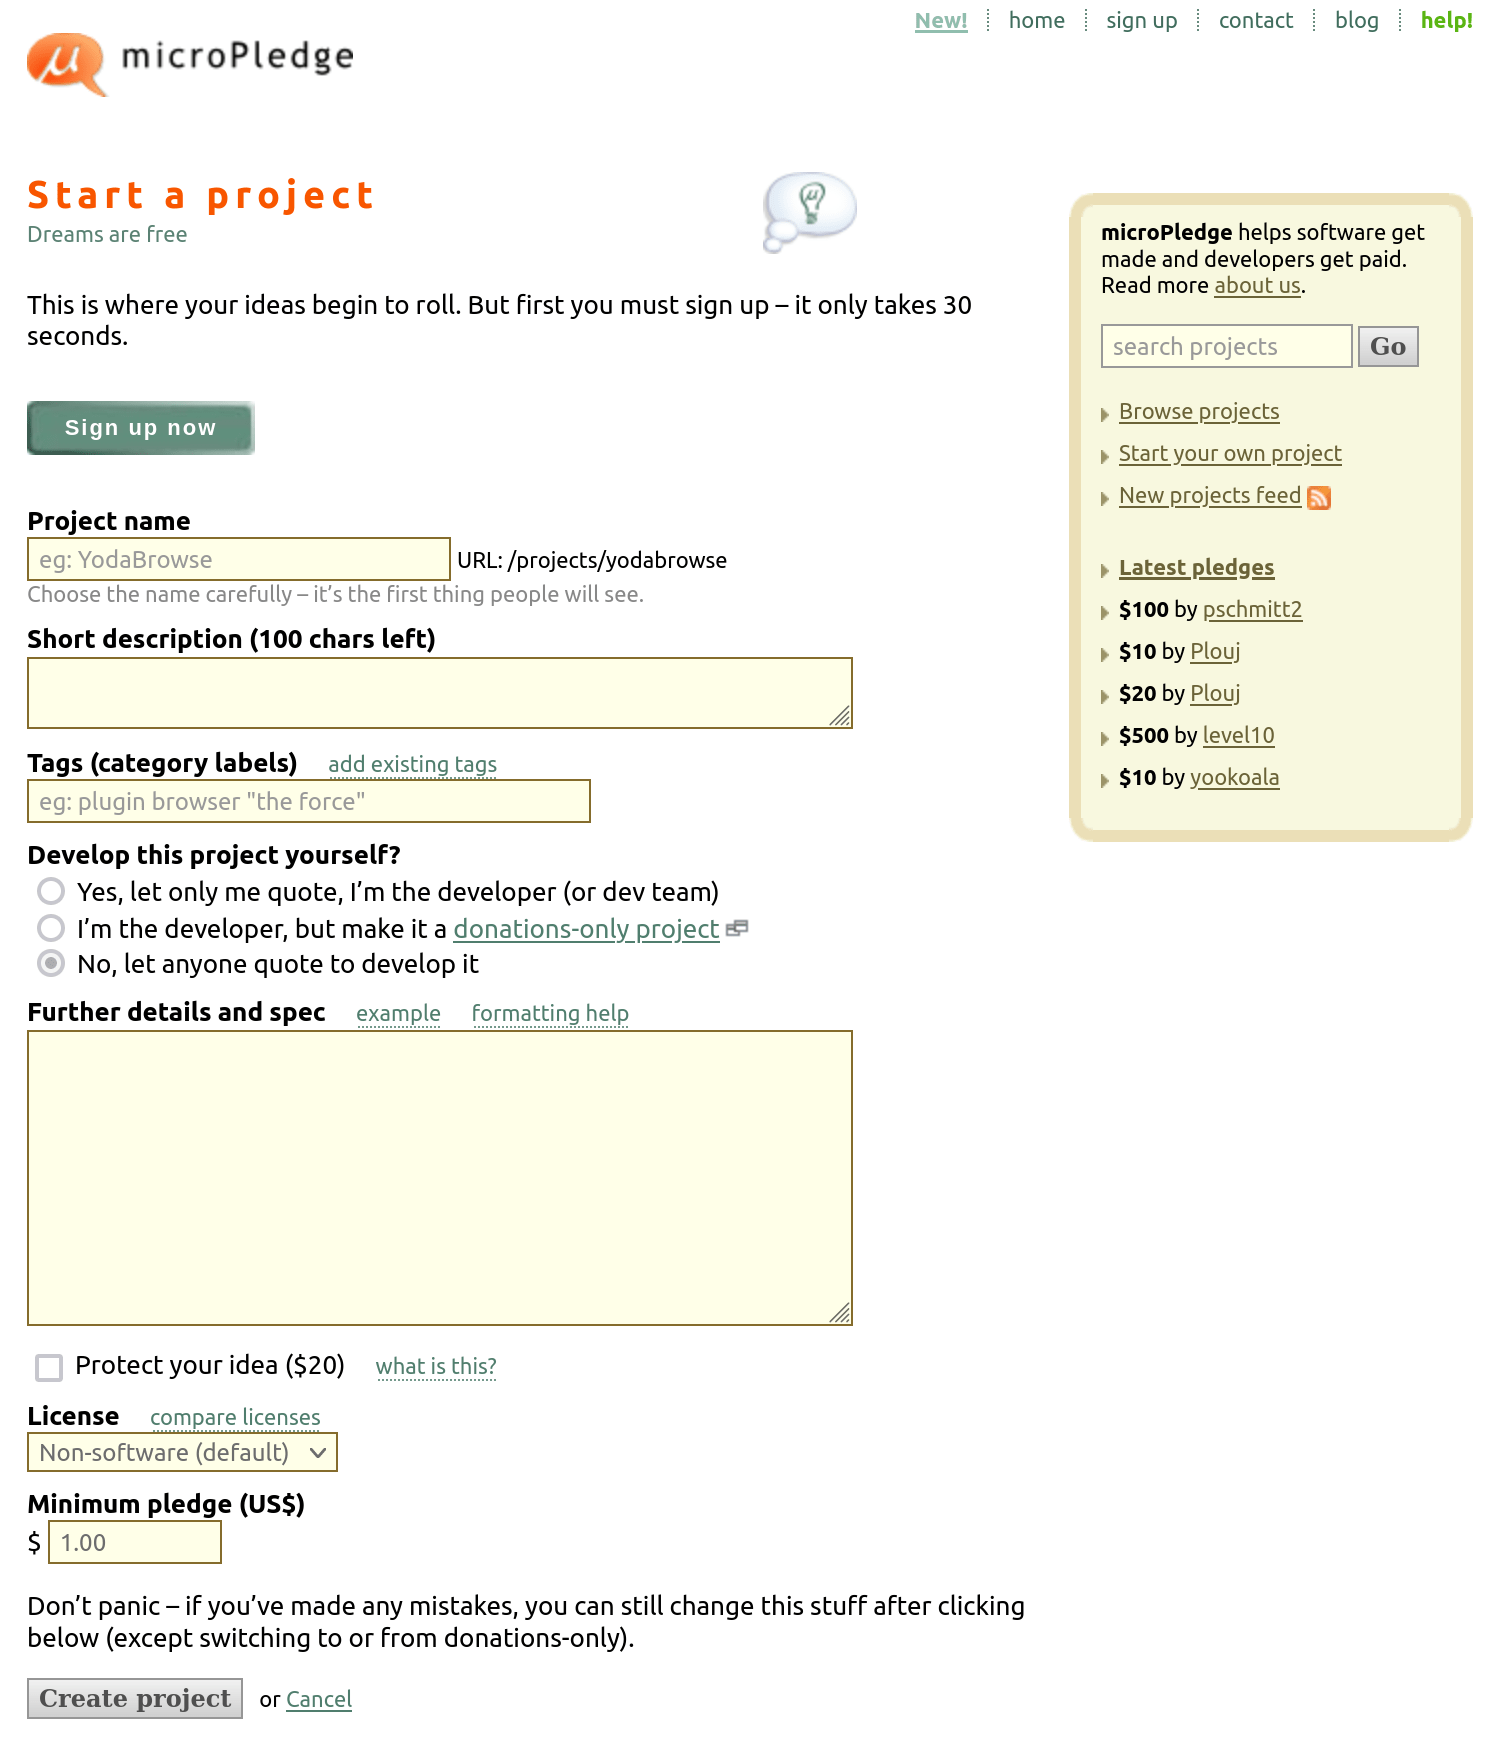 New! home sign up contact blog help!
μ microPledge
Start a project
Dreams are free
This is where your ideas begin to roll. But first you must sign up – it only takes 30
seconds.
Sign up now
Project name
eg: YodaBrowse URL: /projects/yodabrowse
Choose the name carefully – it’s the first thing people will see.
Short description (100 chars left)
Tags (category labels) add existing tags
eg: plugin browser "the force"
Develop this project yourself?
Yes, let only me quote, I’m the developer (or dev team)
I’m the developer, but make it a donations-only project
No, let anyone quote to develop it
Further details and spec example formatting help
Protect your idea ($20) what is this?
License compare licenses
Non-software (default)
Minimum pledge (US$)
$ 1.00
Don’t panic – if you’ve made any mistakes, you can still change this stuff after clicking
below (except switching to or from donations-only).
Create project or Cancel
microPledge helps software get
made and developers get paid.
Read more about us.
search projects Go
Browse projects
Start your own project
New projects feed
Latest pledges
$100 by pschmitt2
$10 by Plouj
$20 by Plouj
$500 by level10
$10 by yookoala